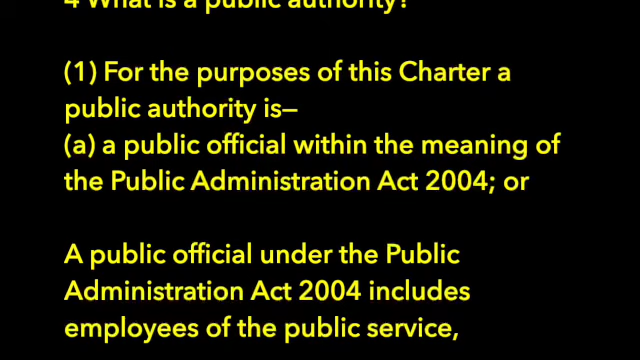 4 What is a public authority?
(1) For the purposes of this Charter a
public authority is—
(a) a public official within the meaning of
the Public Administration Act 2004; or
A public official under the Public
Administration Act 2004 includes
employees of the public service,